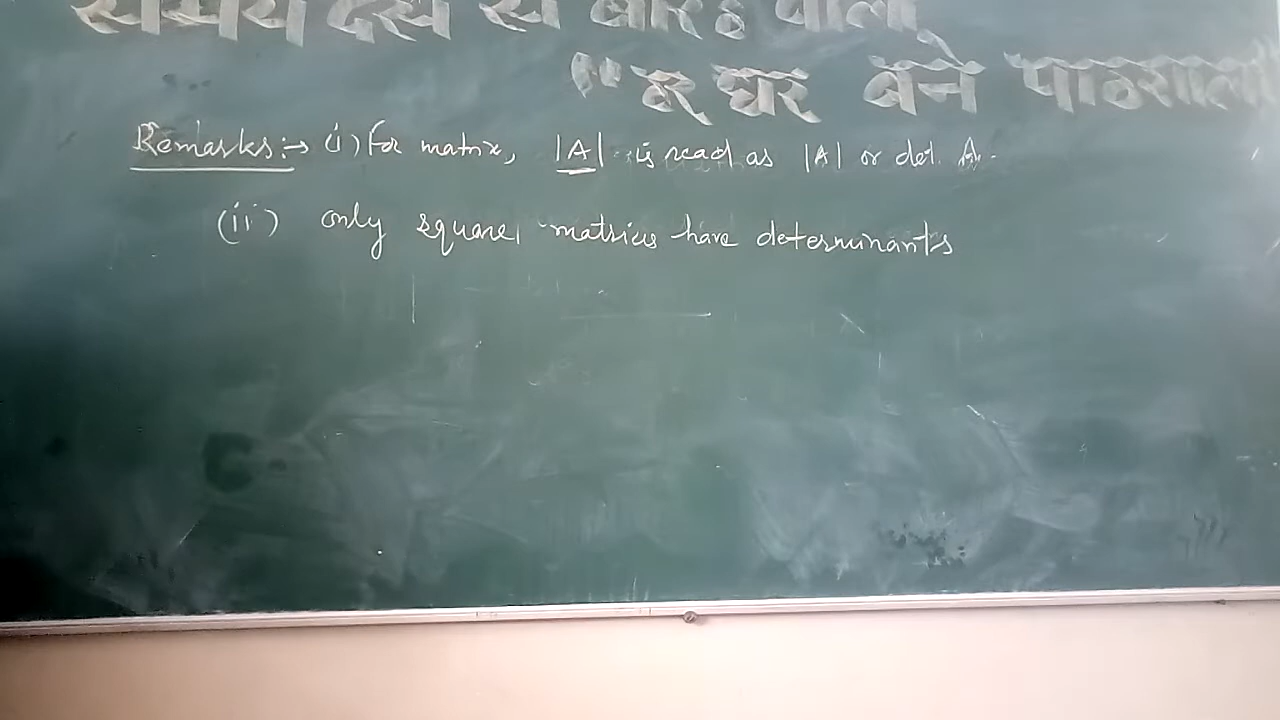 "हर घर बने पाठशाला
Remarks:→ (i) for matrix, |A| is read as |A| or det. A.
(ii) only square, matrices have determinants